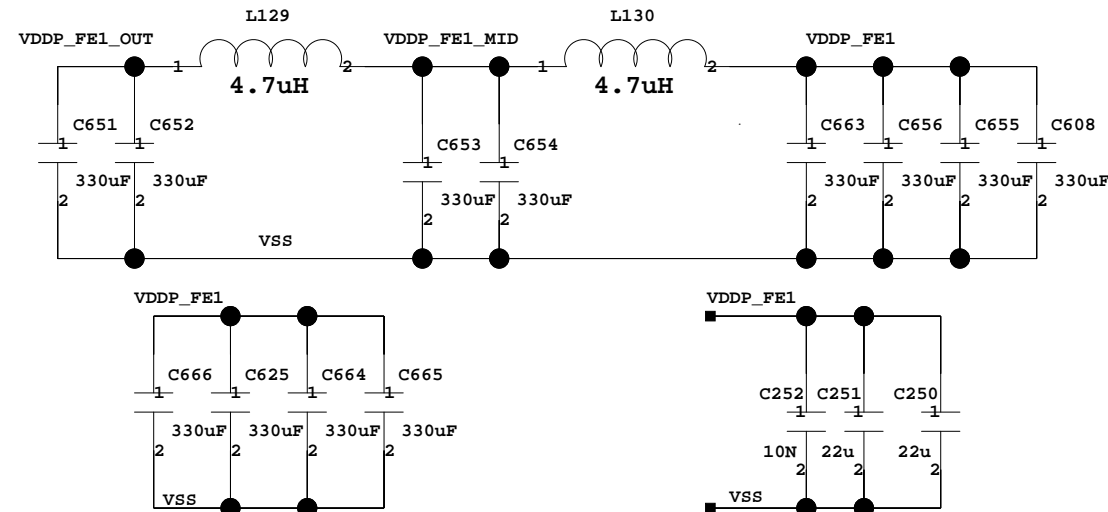 L129 L130
VDDP_FE1_OUT VDDP_FE1_MID VDDP_FE1
1 2 1 2
4.7uH 4.7uH
C651 C652 C663 C656 C655 C608
1 1 1 1 1 1
C653 C654
1 1
330uF 330uF 330uF 330uF 330uF 330uF
330uF 330uF
2 2 2 2 2 2
2 2
VSS
VDDP_FE1 VDDP_FE1
C666 C625 C664 C665
1 1 1 1
C252 C251 C250
1 1 1
330uF 330uF 330uF 330uF
10N 22u 22u
2 2 2 2
2 2 2
VSS VSS